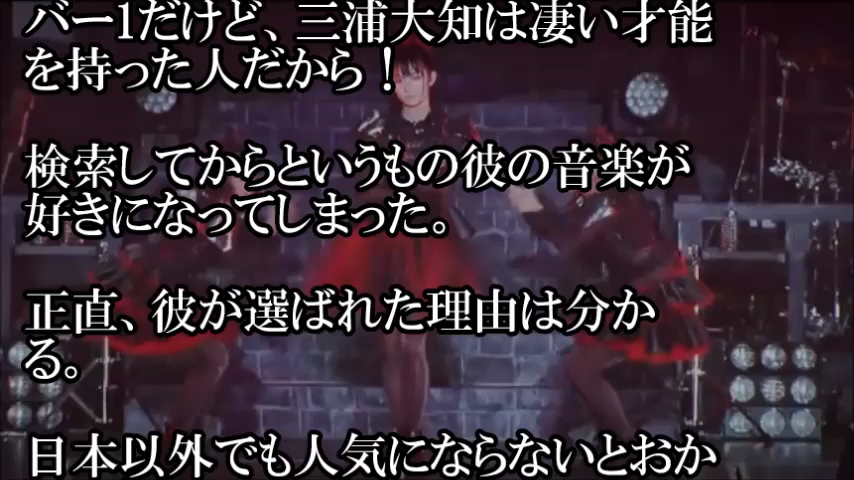 バー1だけど、三浦大知は凄い才能
を持った人だから！
検索してからというもの彼の音楽が
好きになってしまった。
正直、彼が選ばれた理由は分か
る。
日本以外でも人気にならないとおか